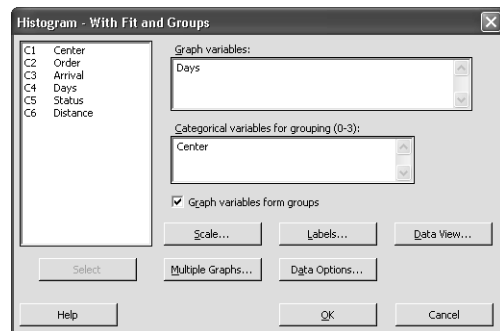 Histogram - With Fit and Groups
C1 Center
C2 Order
C3 Arrival
C4 Days
C5 Status
C6 Distance
Graph variables:
Days
Categorical variables for grouping (0-3):
Center
Graph variables form groups
Scale...
Labels...
Data View...
Select
Multiple Graphs...
Data Options...
Help
OK
Cancel